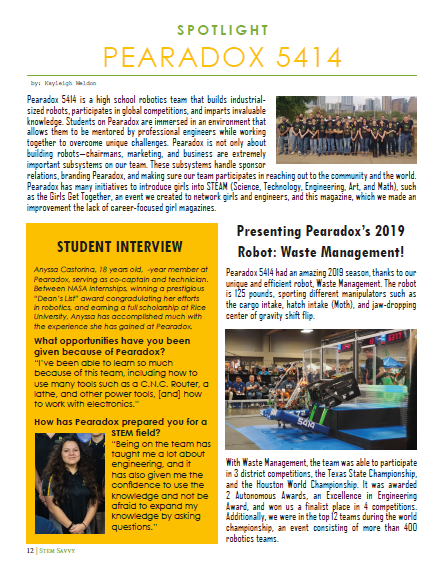 SPOTLIGHT
PEARADOX 5414
by: Kayleigh Weldon
Pearadox 5414 is a high school robotics team that builds industrial-
sized robots, participates in global competitions, and imparts invaluable
knowledge. Students on Pearadox are immersed in an environment that
allows them to be mentored by professional engineers while working
together to overcome unique challenges. Pearadox is not only about
building robots—chairmans, marketing, and business are extremely
important subsystems on our team. These subsystems handle sponsor
relations, branding Pearadox, and making sure our team participates in reaching out to the community and the world.
Pearadox has many initiatives to introduce girls into STEAM (Science, Technology, Engineering, Art, and Math), such
as the Girls Get Together, an event we created to network girls and engineers, and this magazine, which we made an
improvement the lack of career-focused girl magazines.
STUDENT INTERVIEW
Anyssa Castorina, 18 years old, -year member at
Pearadox, serving as co-captain and technician.
Between NASA internships, winning a prestigious
"Dean's List" award congradulating her efforts
in robotics, and earning a full scholarship at Rice
University, Anyssa has accomplished much with
the experience she has gained at Pearadox.
What opportunities have you been
given because of Pearadox?
"I've been able to learn so much
because of this team, including how to
use many tools such as a C.N.C. Router, a
lathe, and other power tools, [and] how
to work with electronics."
How has Pearadox prepared you for a
STEM field?
"Being on the team has
taught me a lot about
engineering, and it
has also given me the
confidence to use the
knowledge and not be
afraid to expand my
knowledge by asking
questions."
Presenting Pearadox's 2019
Robot: Waste Management!
Pearadox 5414 had an amazing 2019 season, thanks to our
unique and efficient robot, Waste Management. The robot
is 125 pounds, sporting different manipulators such as
the cargo intake, hatch intake (Moth), and jaw-dropping
center of gravity shift flip.
5414
With Waste Management, the team was able to participate
in 3 district competitions, the Texas State Championship,
and the Houston World Championship. It was awarded
2 Autonomous Awards, an Excellence in Engineering
Award, and won us a finalist place in 4 competitions.
Additionally, we were in the top 12 teams during the world
championship, an event consisting of more than 400
robotics teams.
12 | STEM SAVVY